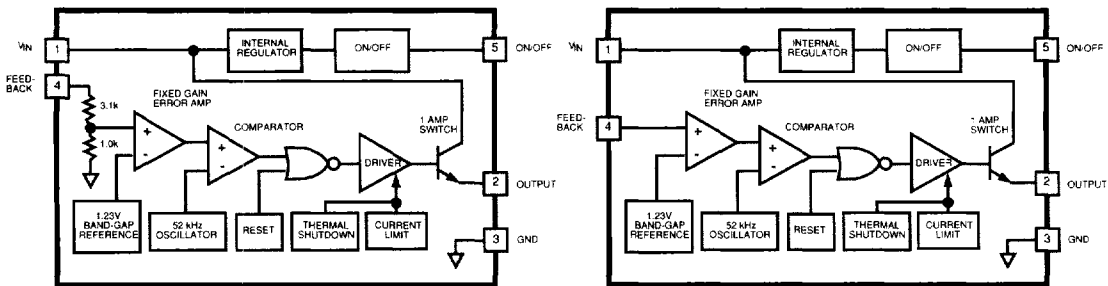 VIN
1
INTERNAL
REGULATOR
ON/OFF
5
ON/OFF
FEED-
BACK
4
3.1k
1.0k
FIXED GAIN
ERROR AMP
+
-
COMPARATOR
+
-
DRIVER
1 AMP
SWITCH
2
OUTPUT
1.23V
BAND-GAP
REFERENCE
52 kHz
OSCILLATOR
RESET
THERMAL
SHUTDOWN
CURRENT
LIMIT
3
GND
VIN
1
INTERNAL
REGULATOR
ON/OFF
5
ON/OFF
FEED-
BACK
4
FIXED GAIN
ERROR AMP
+
-
COMPARATOR
+
-
DRIVER
1 AMP
SWITCH
2
OUTPUT
1.23V
BAND-GAP
REFERENCE
52 kHz
OSCILLATOR
RESET
THERMAL
SHUTDOWN
CURRENT
LIMIT
3
GND